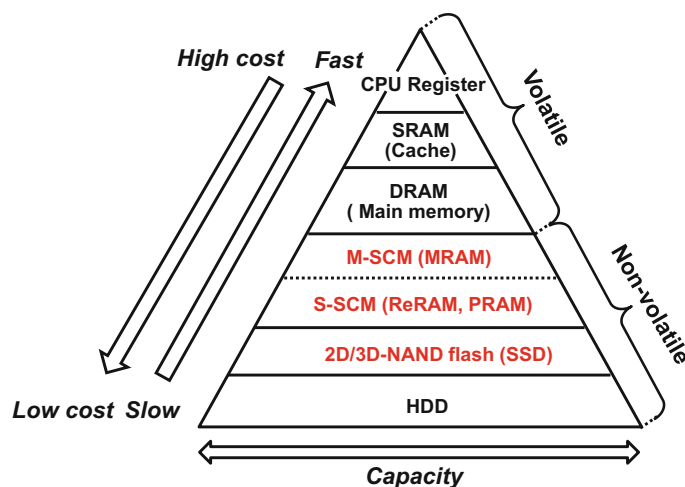 High cost
Fast
CPU Register
SRAM
(Cache)
DRAM
( Main memory)
M-SCM (MRAM)
S-SCM (ReRAM, PRAM)
2D/3D-NAND flash (SSD)
HDD
Volatile
Non-volatile
Low cost
Slow
Capacity